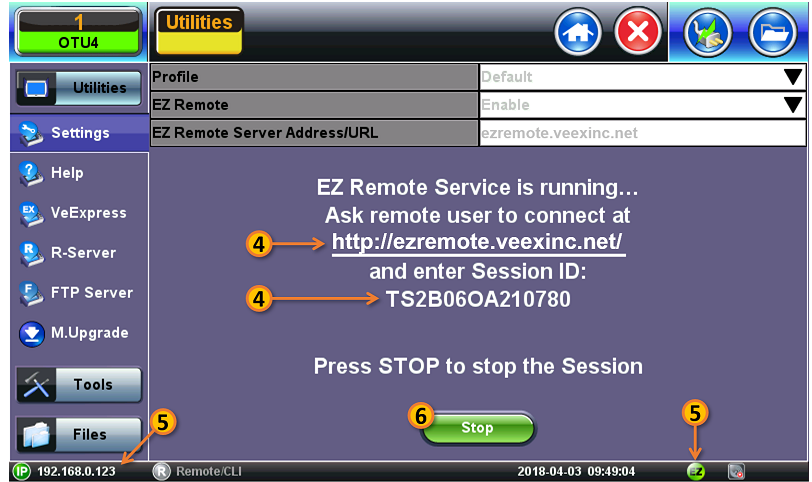 1
OTU4
Utilities
Utilities
Profile
Default
EZ Remote
Enable
EZ Remote Server Address/URL
ezremote.veexinc.net
Settings
Help
EX
VeExpress
R
R-Server
F
FTP Server
M.Upgrade
Tools
Files
EZ Remote Service is running...
Ask remote user to connect at
4
http://ezremote.veexinc.net/
and enter Session ID:
4
TS2B06OA210780
Press STOP to stop the Session
6
Stop
5
5
IP 192.168.0.123
R Remote/CLI
2018-04-03 09:49:04
EZ